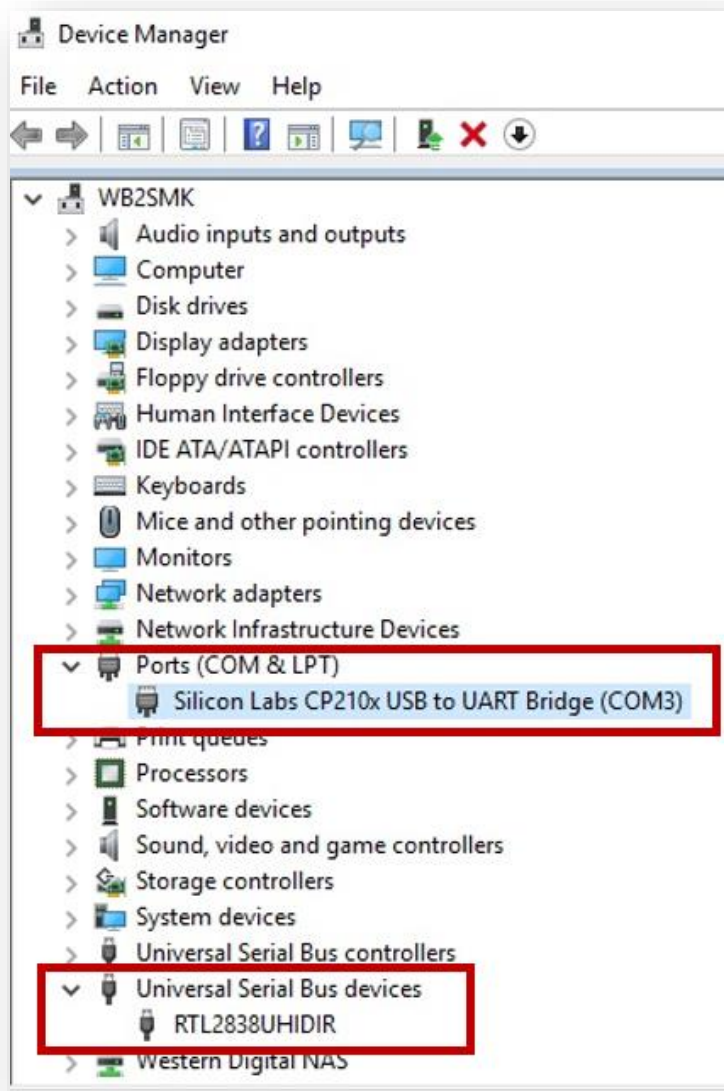 Device Manager
File Action View Help
WB2SMK
Audio inputs and outputs
Computer
Disk drives
Display adapters
Floppy drive controllers
Human Interface Devices
IDE ATA/ATAPI controllers
Keyboards
Mice and other pointing devices
Monitors
Network adapters
Network Infrastructure Devices
Ports (COM & LPT)
Silicon Labs CP210x USB to UART Bridge (COM3)
Print queues
Processors
Software devices
Sound, video and game controllers
Storage controllers
System devices
Universal Serial Bus controllers
Universal Serial Bus devices
RTL2838UHIDIR
Western Digital NAS